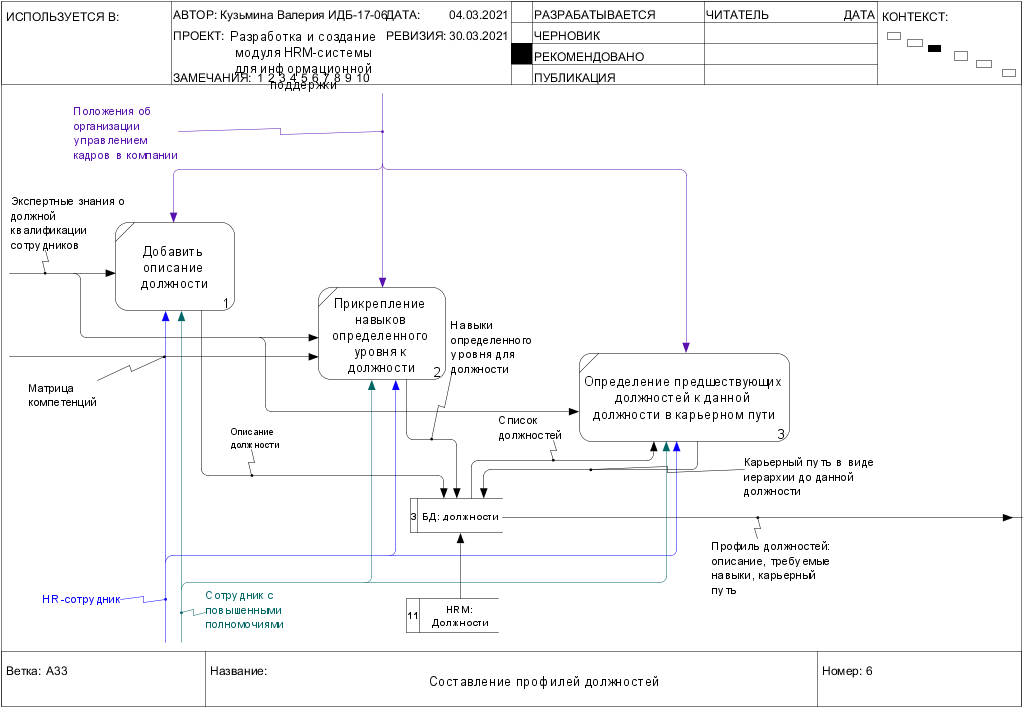 ИСПОЛЬЗУЕТСЯ В:
АВТОР: Кузьмина Валерия ИДБ-17-06
ДАТА: 04.03.2021
ПРОЕКТ: Разработка и создание
модуля HRM-системы
для информационной
поддержки
РЕВИЗИЯ: 30.03.2021
ЗАМЕЧАНИЯ: 1 2 3 4 5 6 7 8 9 10
РАЗРАБАТЫВАЕТСЯ
ЧЕРНОВИК
РЕКОМЕНДОВАНО
ПУБЛИКАЦИЯ
ЧИТАТЕЛЬ
ДАТА
КОНТЕКСТ:
Положения об
организации
управлением
кадров в компании
Экспертные знания о
должной
квалификации
сотрудников
Добавить
описание
должности
1
Прикрепление
навыков
определенного
уровня к
должности
2
Навыки
определенного
уровня для
должности
Определение предшествующих
должностей к данной
должности в карьерном пути
3
Матрица
компетенций
Описание
должности
Список
должностей
Карьерный путь в виде
иерархии до данной
должности
3 БД: должности
Профиль должностей:
описание, требуемые
навыки, карьерный
путь
HR-сотрудник
Сотрудник с
повышенными
полномочиями
11
HRM:
Должности
Ветка: A33
Название:
Составление профилей должностей
Номер: 6